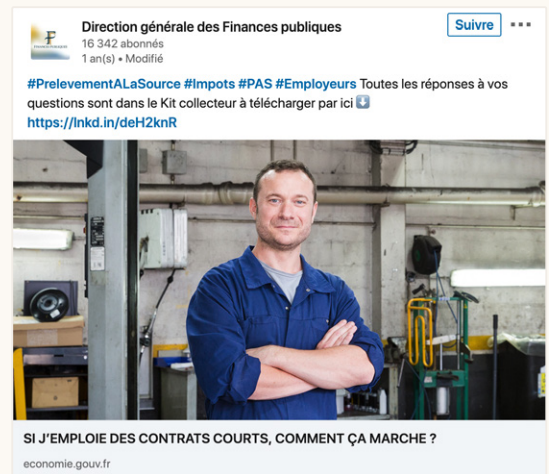 Direction générale des Finances publiques
Suivre
16 342 abonnés
1 an(s) • Modifié
#PrelevementALaSource #Impots #PAS #Employeurs Toutes les réponses à vos
questions sont dans le Kit collecteur à télécharger par ici ⬇️
https://lnkd.in/deH2knR
SI J'EMPLOIE DES CONTRATS COURTS, COMMENT ÇA MARCHE ?
economie.gouv.fr